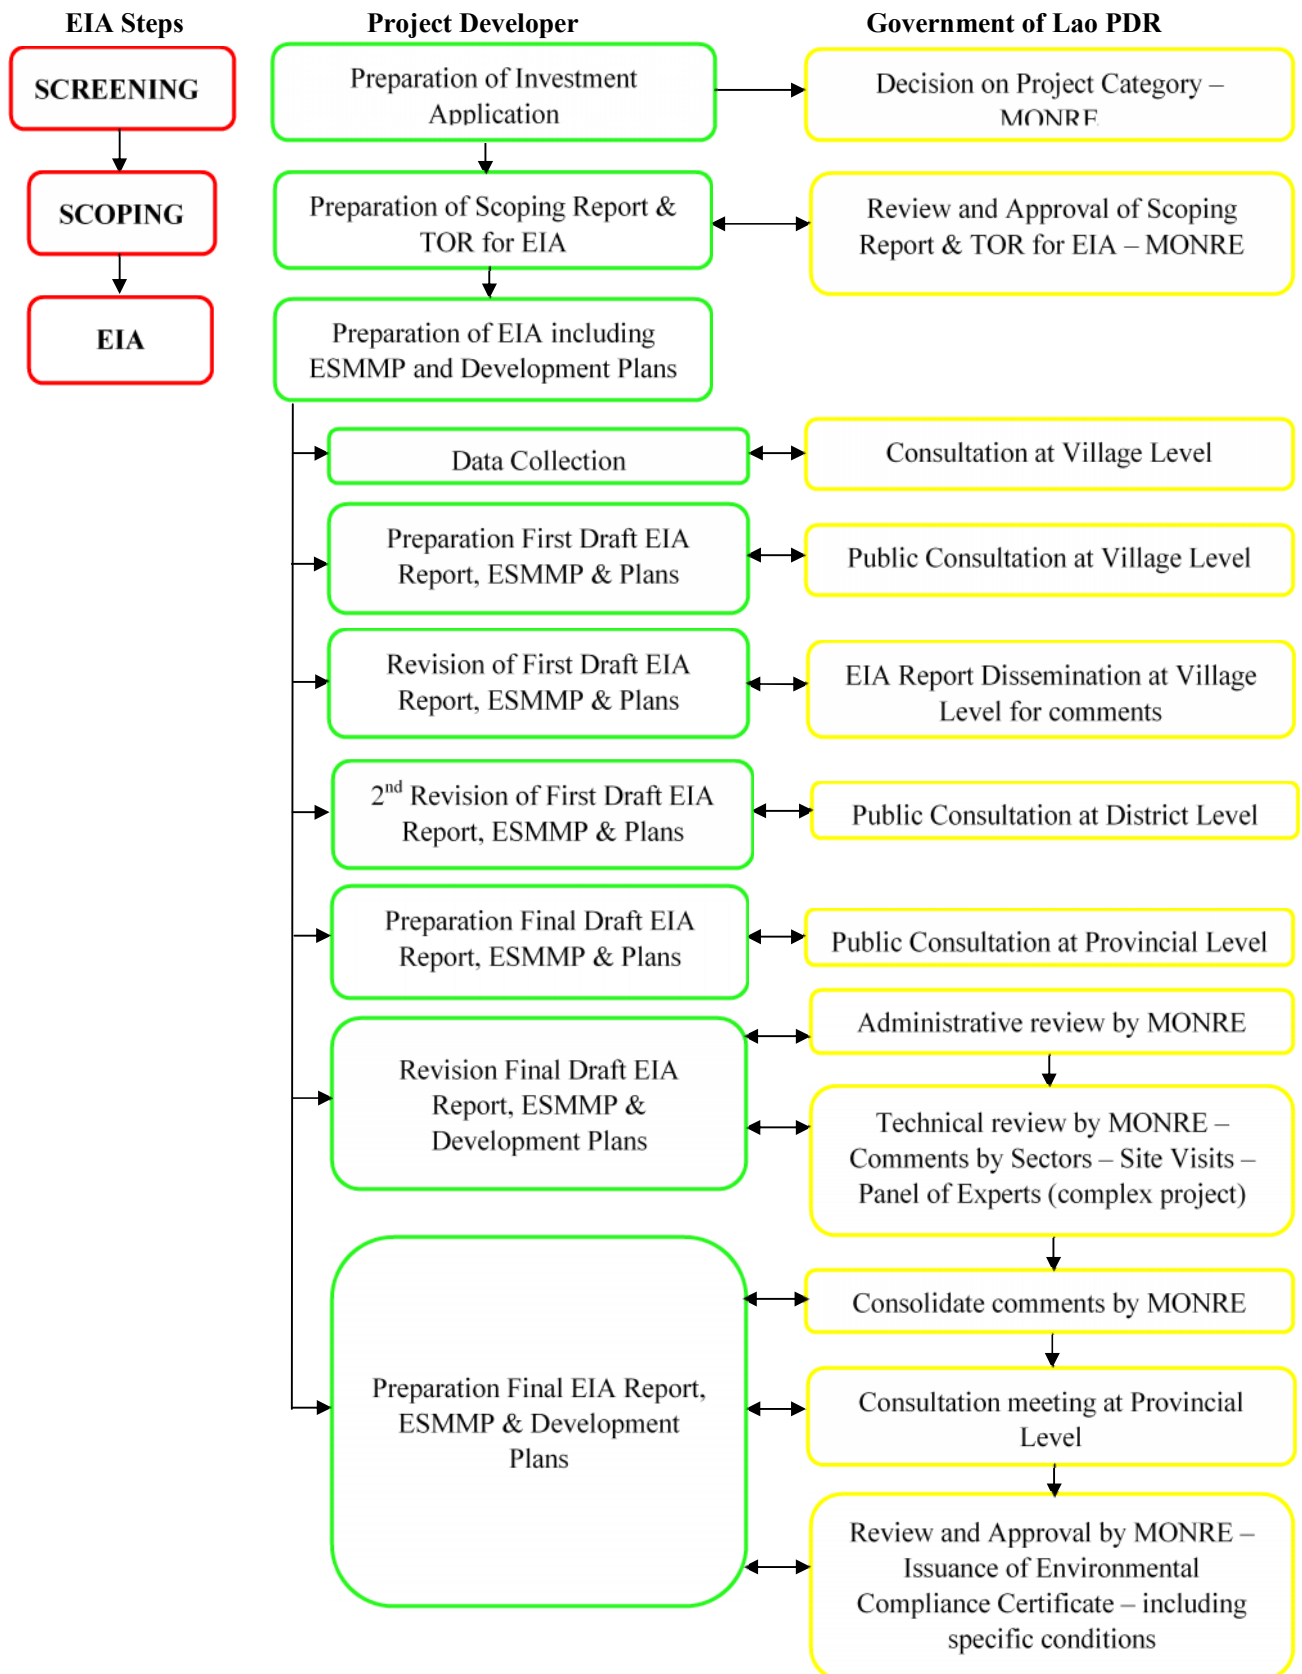 EIA Steps
Project Developer
Government of Lao PDR
SCREENING
Preparation of Investment
Application
Decision on Project Category –
MONRE
SCOPING
Preparation of Scoping Report &
TOR for EIA
Review and Approval of Scoping
Report & TOR for EIA – MONRE
EIA
Preparation of EIA including
ESMMP and Development Plans
Data Collection
Consultation at Village Level
Preparation First Draft EIA
Report, ESMMP & Plans
Public Consultation at Village Level
Revision of First Draft EIA
Report, ESMMP & Plans
EIA Report Dissemination at Village
Level for comments
2nd Revision of First Draft EIA
Report, ESMMP & Plans
Public Consultation at District Level
Preparation Final Draft EIA
Report, ESMMP & Plans
Public Consultation at Provincial Level
Revision Final Draft EIA
Report, ESMMP &
Development Plans
Administrative review by MONRE
Technical review by MONRE –
Comments by Sectors – Site Visits –
Panel of Experts (complex project)
Preparation Final EIA Report,
ESMMP & Development
Plans
Consolidate comments by MONRE
Consultation meeting at Provincial
Level
Review and Approval by MONRE –
Issuance of Environmental
Compliance Certificate – including
specific conditions